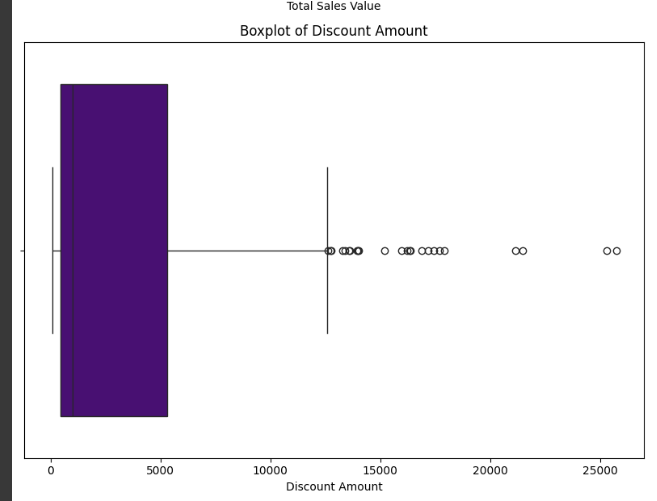 Total Sales Value
Boxplot of Discount Amount
0 5000 10000 15000 20000 25000
Discount Amount